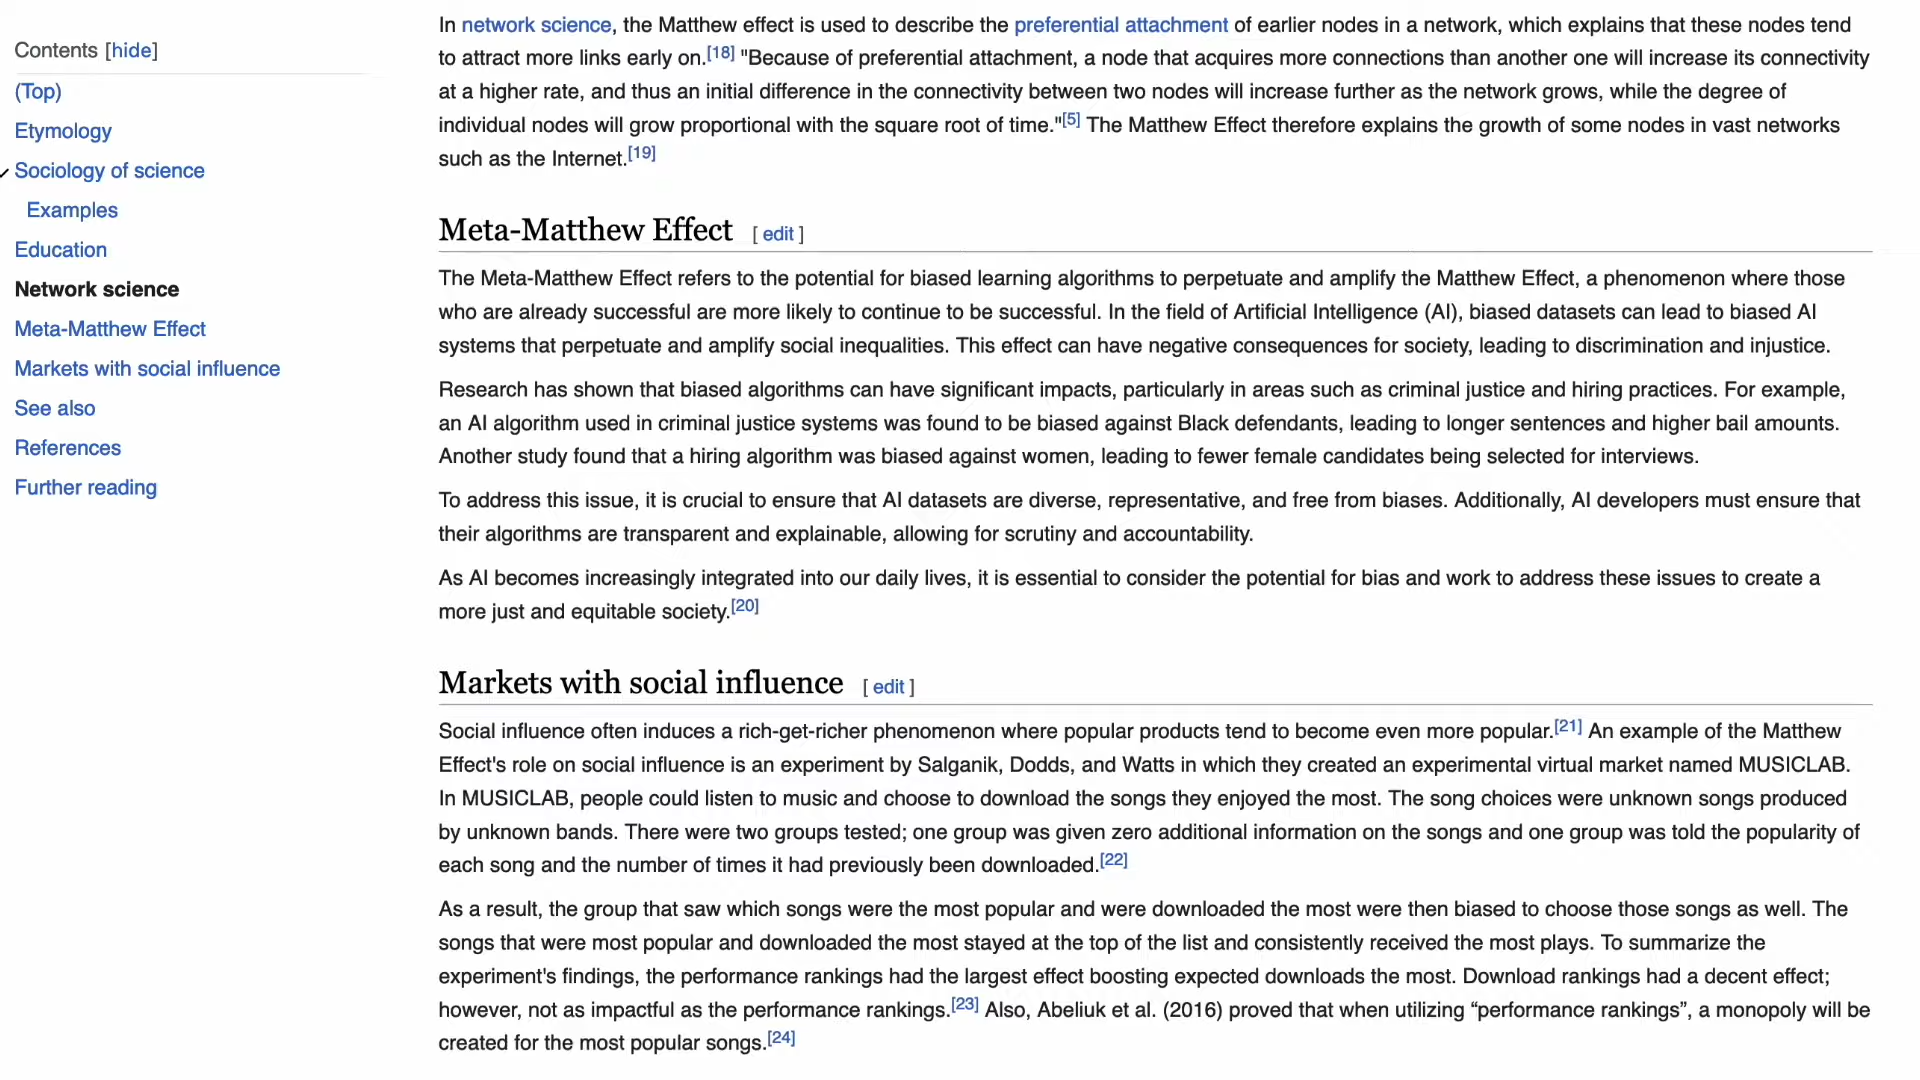 Contents [hide]
(Top)
Etymology
Sociology of science
Examples
Education
Network science
Meta-Matthew Effect
Markets with social influence
See also
References
Further reading
In network science, the Matthew effect is used to describe the preferential attachment of earlier nodes in a network, which explains that these nodes tend
to attract more links early on.[18] "Because of preferential attachment, a node that acquires more connections than another one will increase its connectivity
at a higher rate, and thus an initial difference in the connectivity between two nodes will increase further as the network grows, while the degree of
individual nodes will grow proportional with the square root of time."[5] The Matthew Effect therefore explains the growth of some nodes in vast networks
such as the Internet.[19]
Meta-Matthew Effect [ edit ]
The Meta-Matthew Effect refers to the potential for biased learning algorithms to perpetuate and amplify the Matthew Effect, a phenomenon where those
who are already successful are more likely to continue to be successful. In the field of Artificial Intelligence (AI), biased datasets can lead to biased AI
systems that perpetuate and amplify social inequalities. This effect can have negative consequences for society, leading to discrimination and injustice.
Research has shown that biased algorithms can have significant impacts, particularly in areas such as criminal justice and hiring practices. For example,
an AI algorithm used in criminal justice systems was found to be biased against Black defendants, leading to longer sentences and higher bail amounts.
Another study found that a hiring algorithm was biased against women, leading to fewer female candidates being selected for interviews.
To address this issue, it is crucial to ensure that AI datasets are diverse, representative, and free from biases. Additionally, AI developers must ensure that
their algorithms are transparent and explainable, allowing for scrutiny and accountability.
As AI becomes increasingly integrated into our daily lives, it is essential to consider the potential for bias and work to address these issues to create a
more just and equitable society.[20]
Markets with social influence [ edit ]
Social influence often induces a rich-get-richer phenomenon where popular products tend to become even more popular.[21] An example of the Matthew
Effect's role on social influence is an experiment by Salganik, Dodds, and Watts in which they created an experimental virtual market named MUSICLAB.
In MUSICLAB, people could listen to music and choose to download the songs they enjoyed the most. The song choices were unknown songs produced
by unknown bands. There were two groups tested; one group was given zero additional information on the songs and one group was told the popularity of
each song and the number of times it had previously been downloaded.[22]
As a result, the group that saw which songs were the most popular and were downloaded the most were then biased to choose those songs as well. The
songs that were most popular and downloaded the most stayed at the top of the list and consistently received the most plays. To summarize the
experiment's findings, the performance rankings had the largest effect boosting expected downloads the most. Download rankings had a decent effect;
however, not as impactful as the performance rankings.[23] Also, Abeliuk et al. (2016) proved that when utilizing “performance rankings”, a monopoly will be
created for the most popular songs.[24]